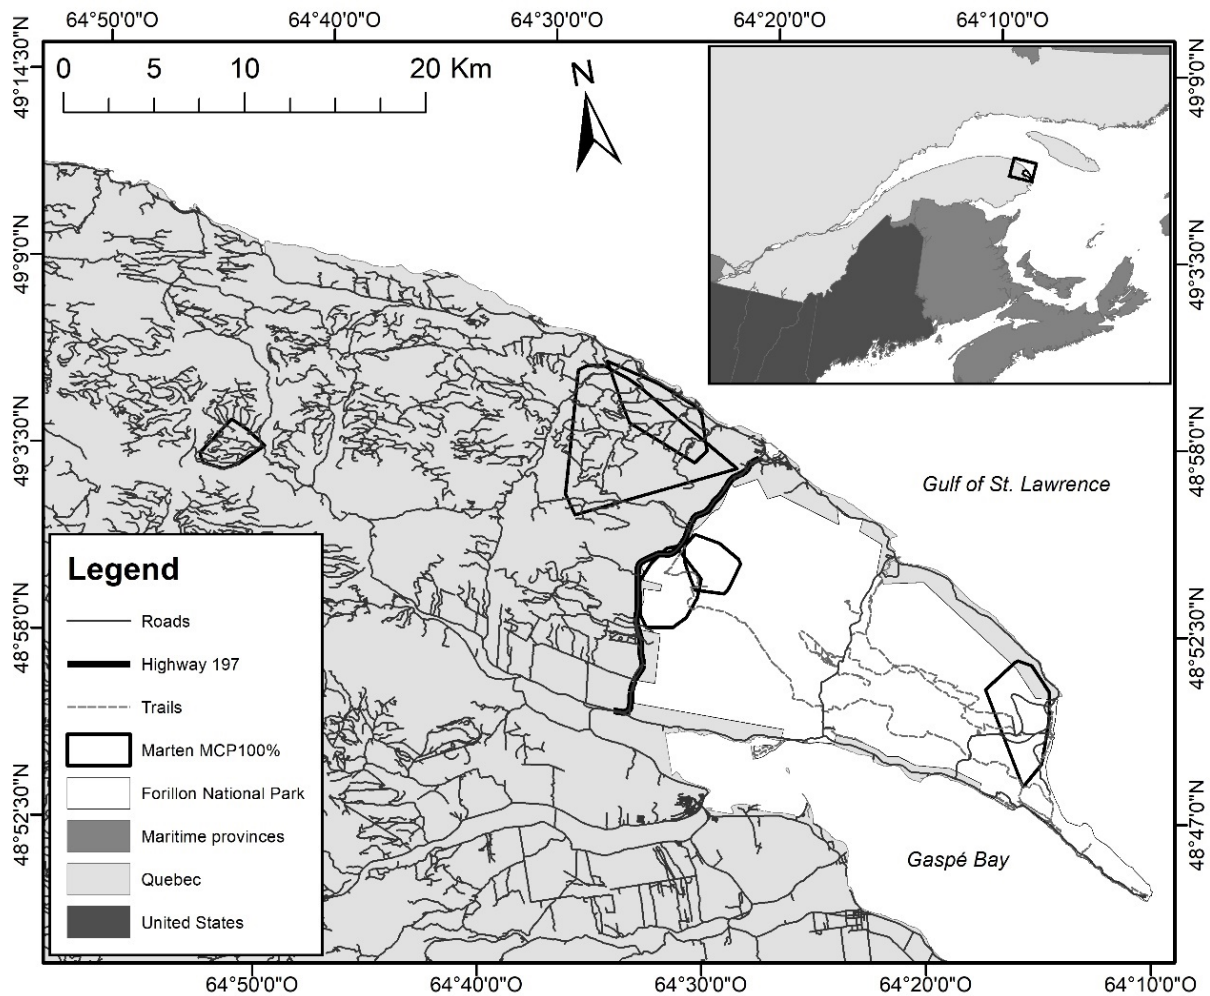 64°50'0"O 64°40'0"O 64°30'0"O 64°20'0"O 64°10'0"O
0 5 10 20 Km
N
49°14'30"N
49°9'0"N
49°3'30"N
48°58'0"N
48°52'30"N
49°9'0"N
49°3'30"N
48°58'0"N
48°52'30"N
48°47'0"N
Gulf of St. Lawrence
Gaspé Bay
Legend
Roads
Highway 197
Trails
Marten MCP100%
Forillon National Park
Maritime provinces
Quebec
United States
64°50'0"O 64°40'0"O 64°30'0"O 64°20'0"O 64°10'0"O